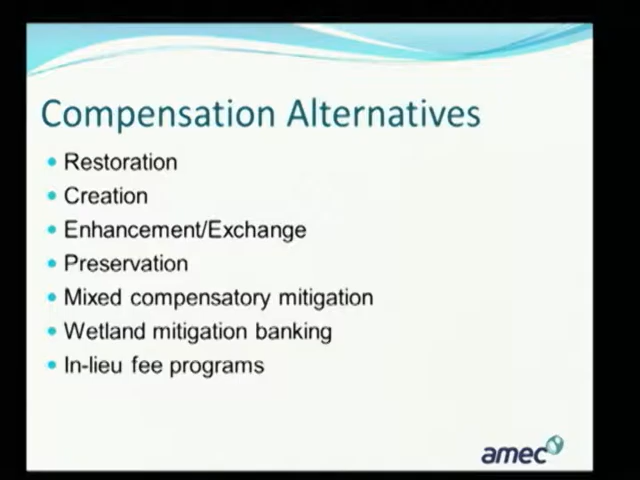 Compensation Alternatives
Restoration
Creation
Enhancement/Exchange
Preservation
Mixed compensatory mitigation
Wetland mitigation banking
In-lieu fee programs
amec